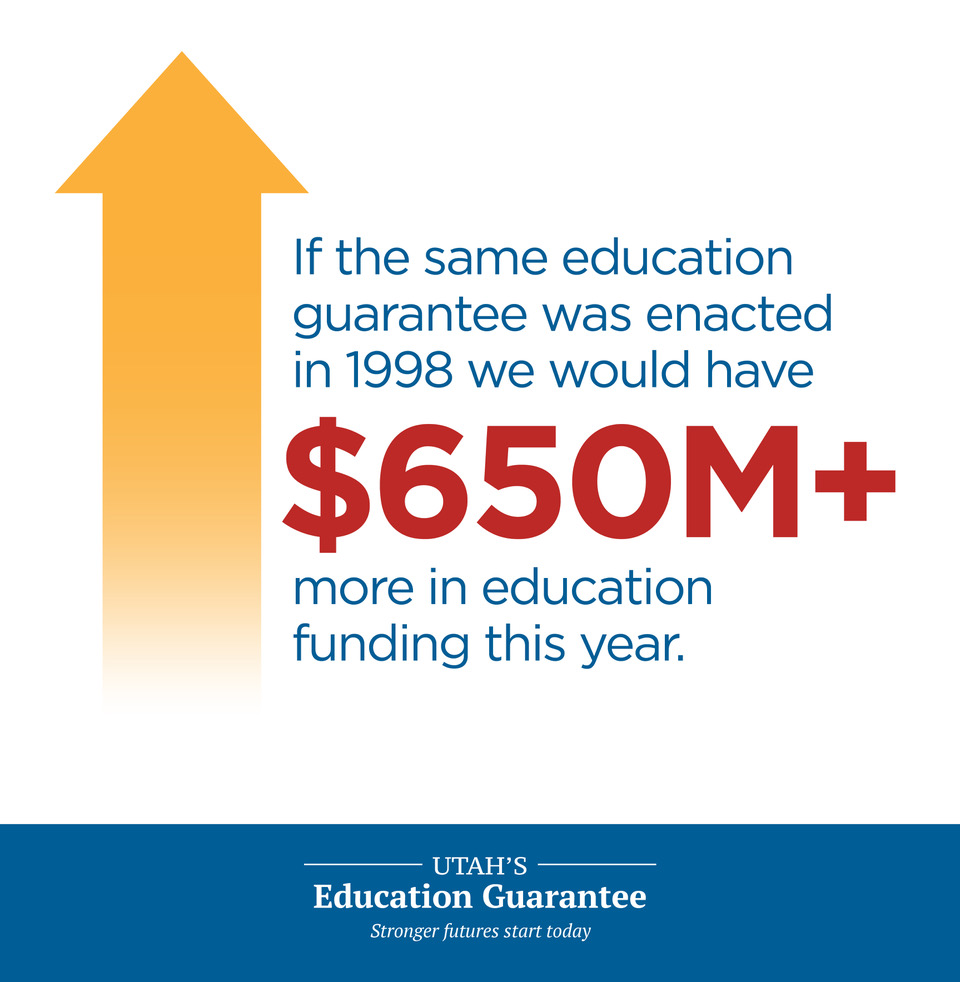 If the same education
guarantee was enacted
in 1998 we would have
$650M+
more in education
funding this year.
UTAH'S
Education Guarantee
Stronger futures start today